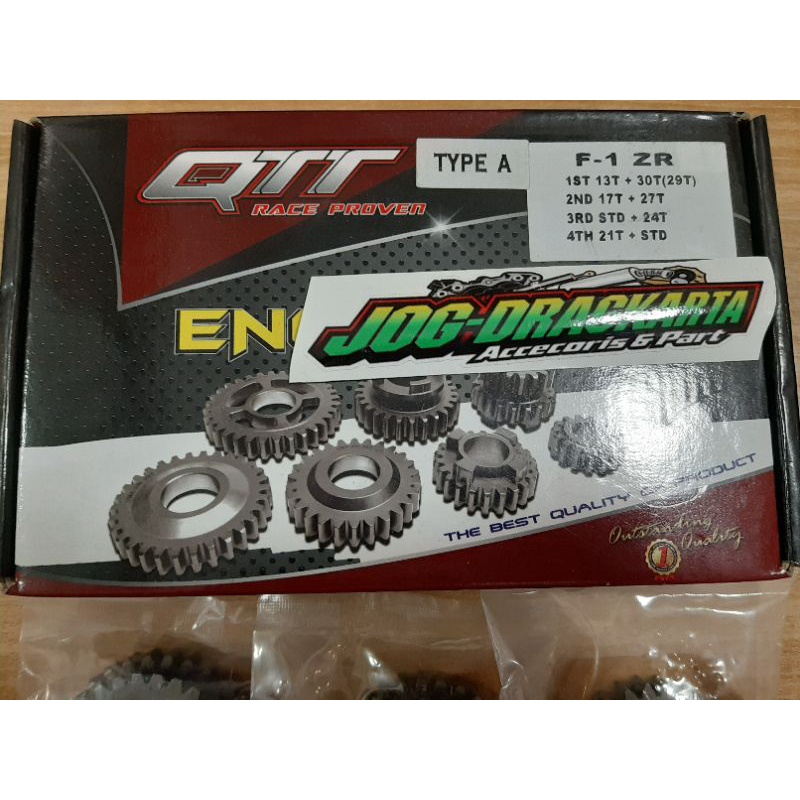 QTT
RACE PROVEN
TYPE A
F-1 ZR
1ST 13T + 30T(29T)
2ND 17T + 27T
3RD STD + 24T
4TH 21T + STD
JOG-DRAGKARTA
Accecoris & Part
THE BEST QUALITY PRODUCT
Outstanding
Quality
1